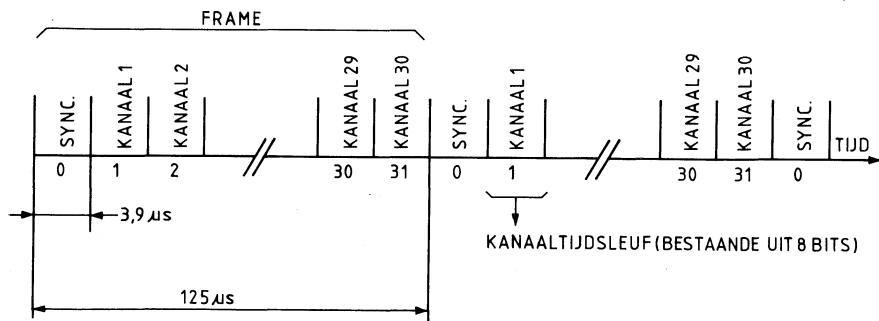 FRAME
SYNC. KANAAL 1 KANAAL 2 KANAAL 29 KANAAL 30 SYNC. KANAAL 1 KANAAL 29 KANAAL 30 SYNC. TIJD
0 1 2 30 31 0 1 30 31 0
3,9 µs
KANAALTIJDSLEUF (BESTAANDE UIT 8 BITS)
125 µs